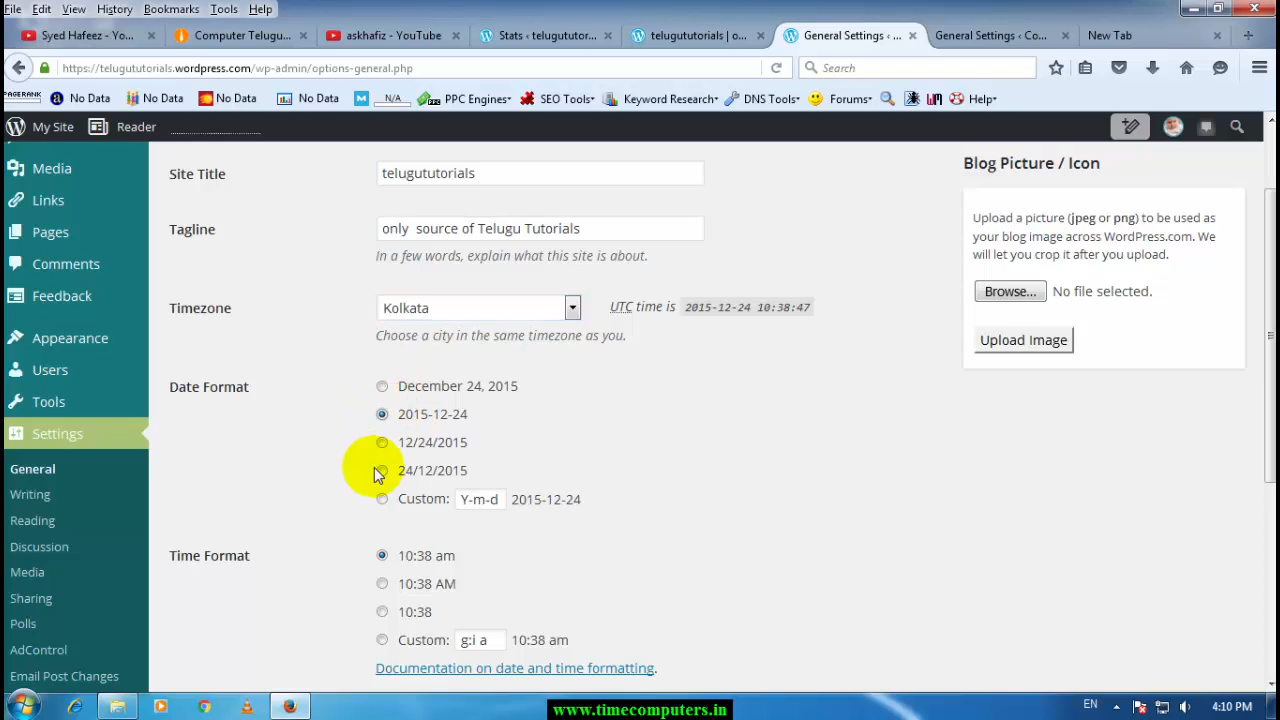 File Edit View History Bookmarks Tools Help
Syed Hafeez - Yo... × Computer Telugu... × askhafiz - YouTube × Stats ‹ telugututor... × telugututorials | o... × General Settings ‹ ... × General Settings ‹ Co... × New Tab ×
https://telugututorials.wordpress.com/wp-admin/options-general.php Search
PAGERANK No Data No Data No Data No Data N/A PPC Engines SEO Tools Keyword Research DNS Tools Forums Help
My Site Reader
Media
Links
Pages
Comments
Feedback
Appearance
Users
Tools
Settings
General
Writing
Reading
Discussion
Media
Sharing
Polls
AdControl
Email Post Changes
Site Title telugututorials
Tagline only source of Telugu Tutorials
In a few words, explain what this site is about.
Timezone Kolkata UTC time is 2015-12-24 10:38:47
Choose a city in the same timezone as you.
Date Format December 24, 2015
2015-12-24
12/24/2015
24/12/2015
Custom: Y-m-d 2015-12-24
Time Format 10:38 am
10:38 AM
10:38
Custom: g:i a 10:38 am
Documentation on date and time formatting.
Blog Picture / Icon
Upload a picture (jpeg or png) to be used as
your blog image across WordPress.com. We
will let you crop it after you upload.
Browse... No file selected.
Upload Image
www.timecomputers.in
EN 4:10 PM